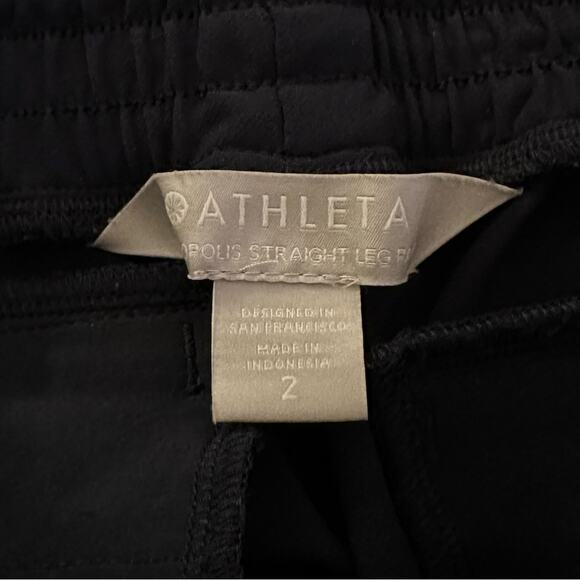 ATHLETA
STRAIGHT LEG
DESIGNED IN
SAN FRANCISCO
MADE IN
INDONESIA
2